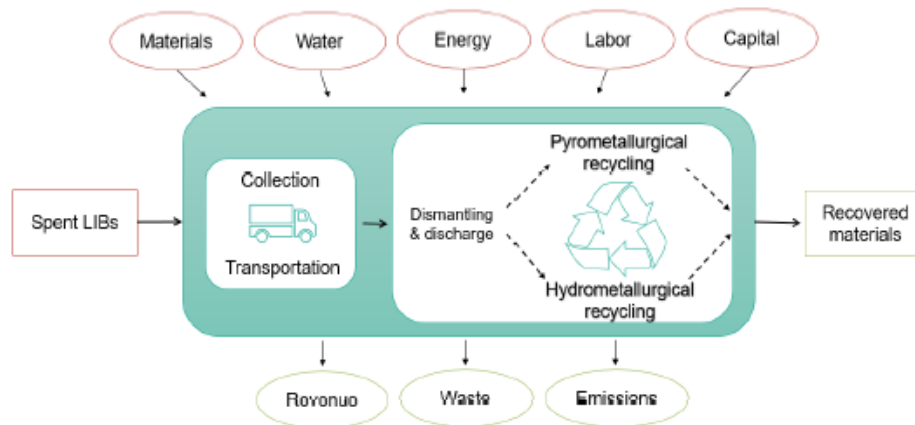 Materials
Water
Energy
Labor
Capital
Spent LIBs
Collection
Transportation
Dismantling
& discharge
Pyrometallurgical
recycling
Hydrometallurgical
recycling
Recovered
materials
Rovonuo
Waste
Emissions